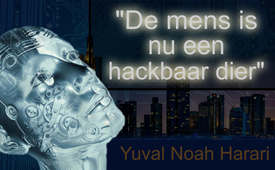 "De mens is
nu een
hackbaar dier"
Yuval Noah Harari